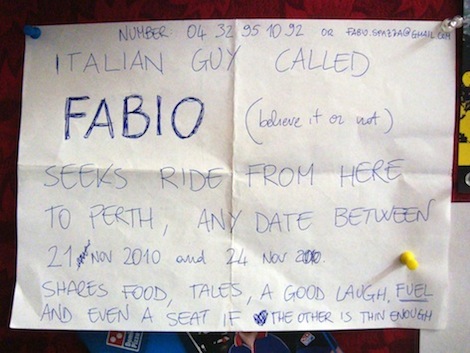 NUMBER: 04 32 95 10 92 OR FABIO.SPAZZA@GMAIL.COM
ITALIAN GUY CALLED
FABIO (believe it or not)
SEEKS RIDE FROM HERE
TO PERTH, ANY DATE BETWEEN
21 NOV 2010 and 24 NOV 2010.
SHARES FOOD, TALES, A GOOD LAUGH, FUEL
AND EVEN A SEAT IF THE OTHER IS THIN ENOUGH